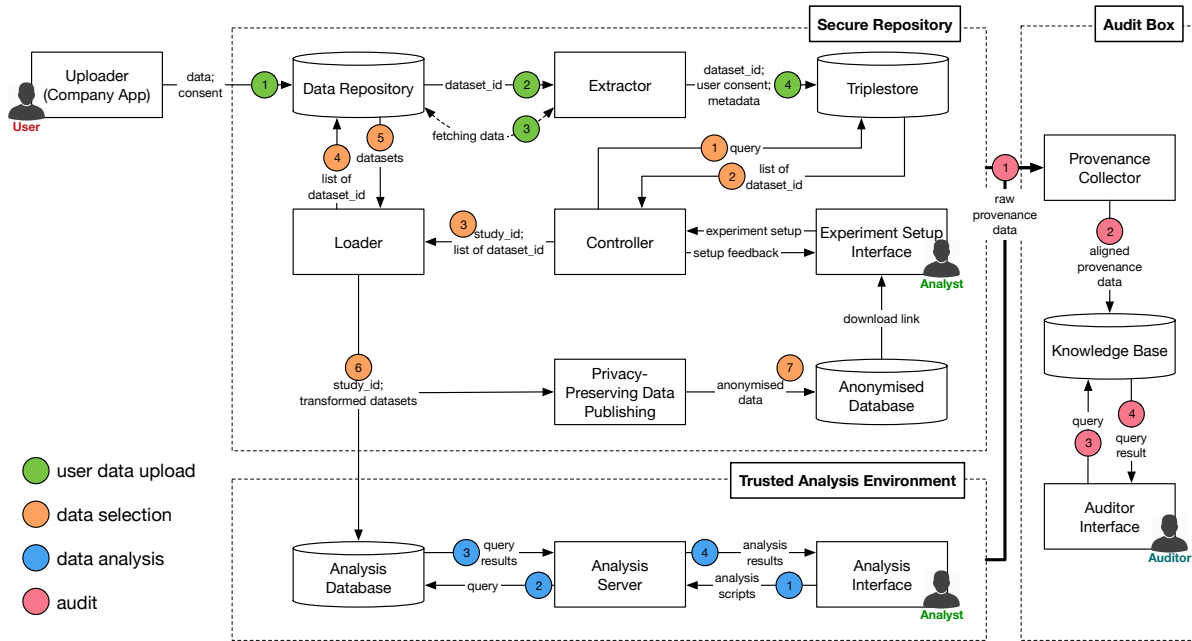 Secure Repository
Audit Box
Uploader
(Company App)
User
data;
consent
1
Data Repository
dataset_id
2
Extractor
dataset_id;
user consent;
metadata
4
Triplestore
fetching data
3
5
datasets
4
list of
dataset_id
1
query
2
list of
dataset_id
1
raw
provenance
data
Provenance
Collector
2
aligned
provenance
data
Loader
3
study_id;
list of dataset_id
Controller
experiment setup
setup feedback
Experiment Setup
Interface
Analyst
download link
Knowledge Base
6
study_id;
transformed datasets
Privacy-
Preserving Data
Publishing
7
anonymised
data
Anonymised
Database
query
3
4
query
result
Auditor
Interface
Auditor
user data upload
data selection
data analysis
audit
Trusted Analysis Environment
Analysis
Database
3
query
results
query
2
Analysis
Server
4
analysis
results
analysis
scripts
1
Analysis
Interface
Analyst